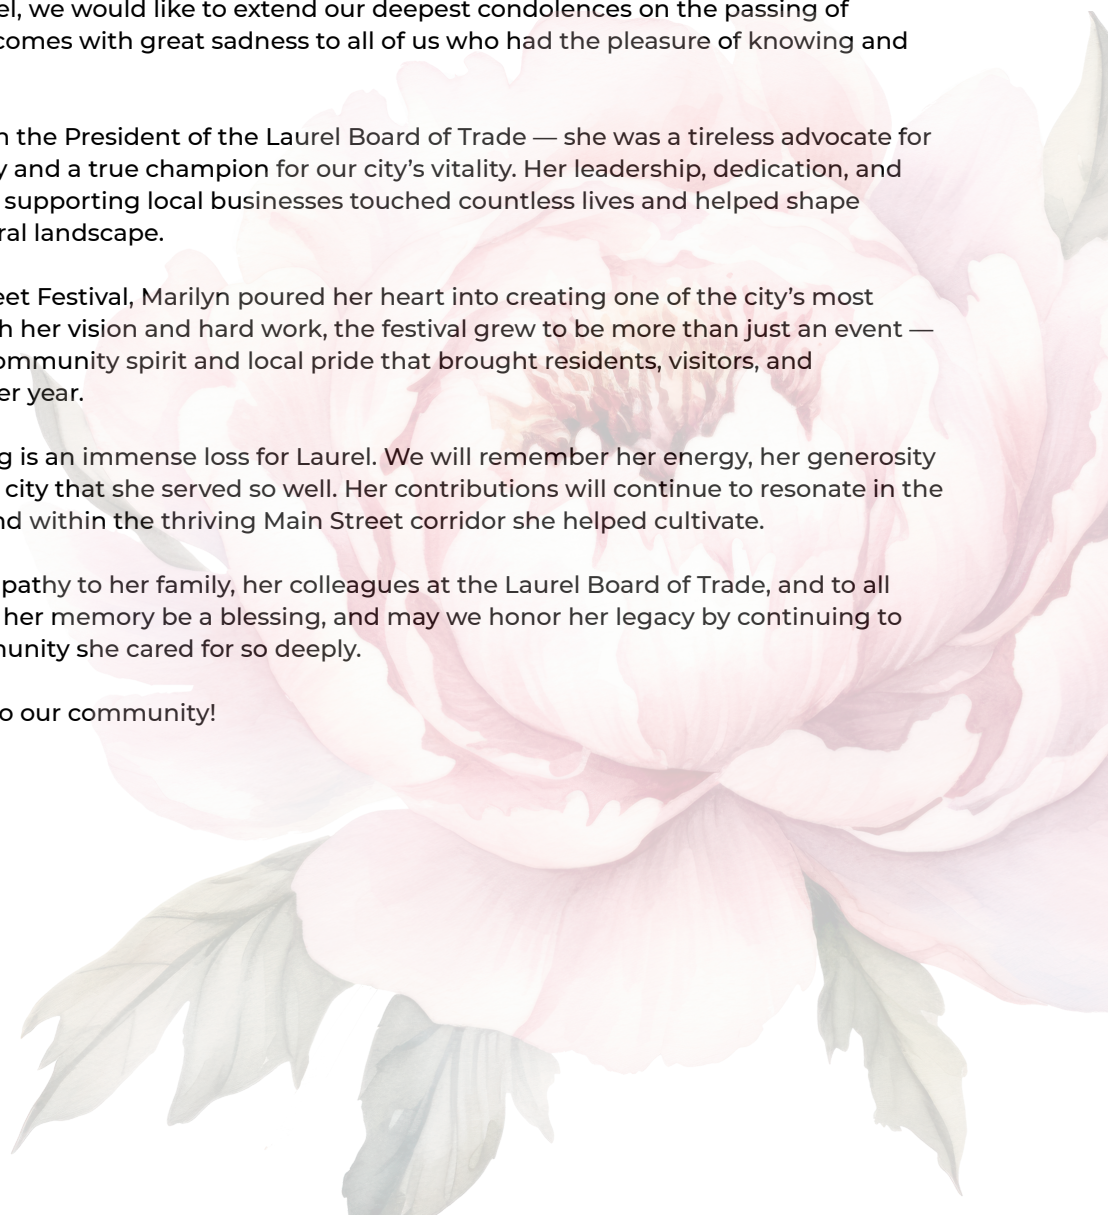 el, we would like to extend our deepest condolences on the passing of
comes with great sadness to all of us who had the pleasure of knowing and
n the President of the Laurel Board of Trade — she was a tireless advocate for
y and a true champion for our city’s vitality. Her leadership, dedication, and
supporting local businesses touched countless lives and helped shape
ral landscape.
eet Festival, Marilyn poured her heart into creating one of the city’s most
h her vision and hard work, the festival grew to be more than just an event —
ommunity spirit and local pride that brought residents, visitors, and
er year.
g is an immense loss for Laurel. We will remember her energy, her generosity
city that she served so well. Her contributions will continue to resonate in the
nd within the thriving Main Street corridor she helped cultivate.
pathy to her family, her colleagues at the Laurel Board of Trade, and to all
her memory be a blessing, and may we honor her legacy by continuing to
munity she cared for so deeply.
o our community!